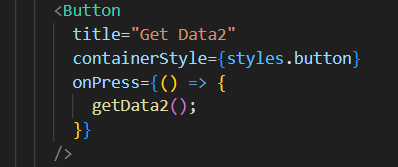 <Button
title="Get Data2"
containerStyle={styles.button}
onPress={() => {
getData2();
}}
/>